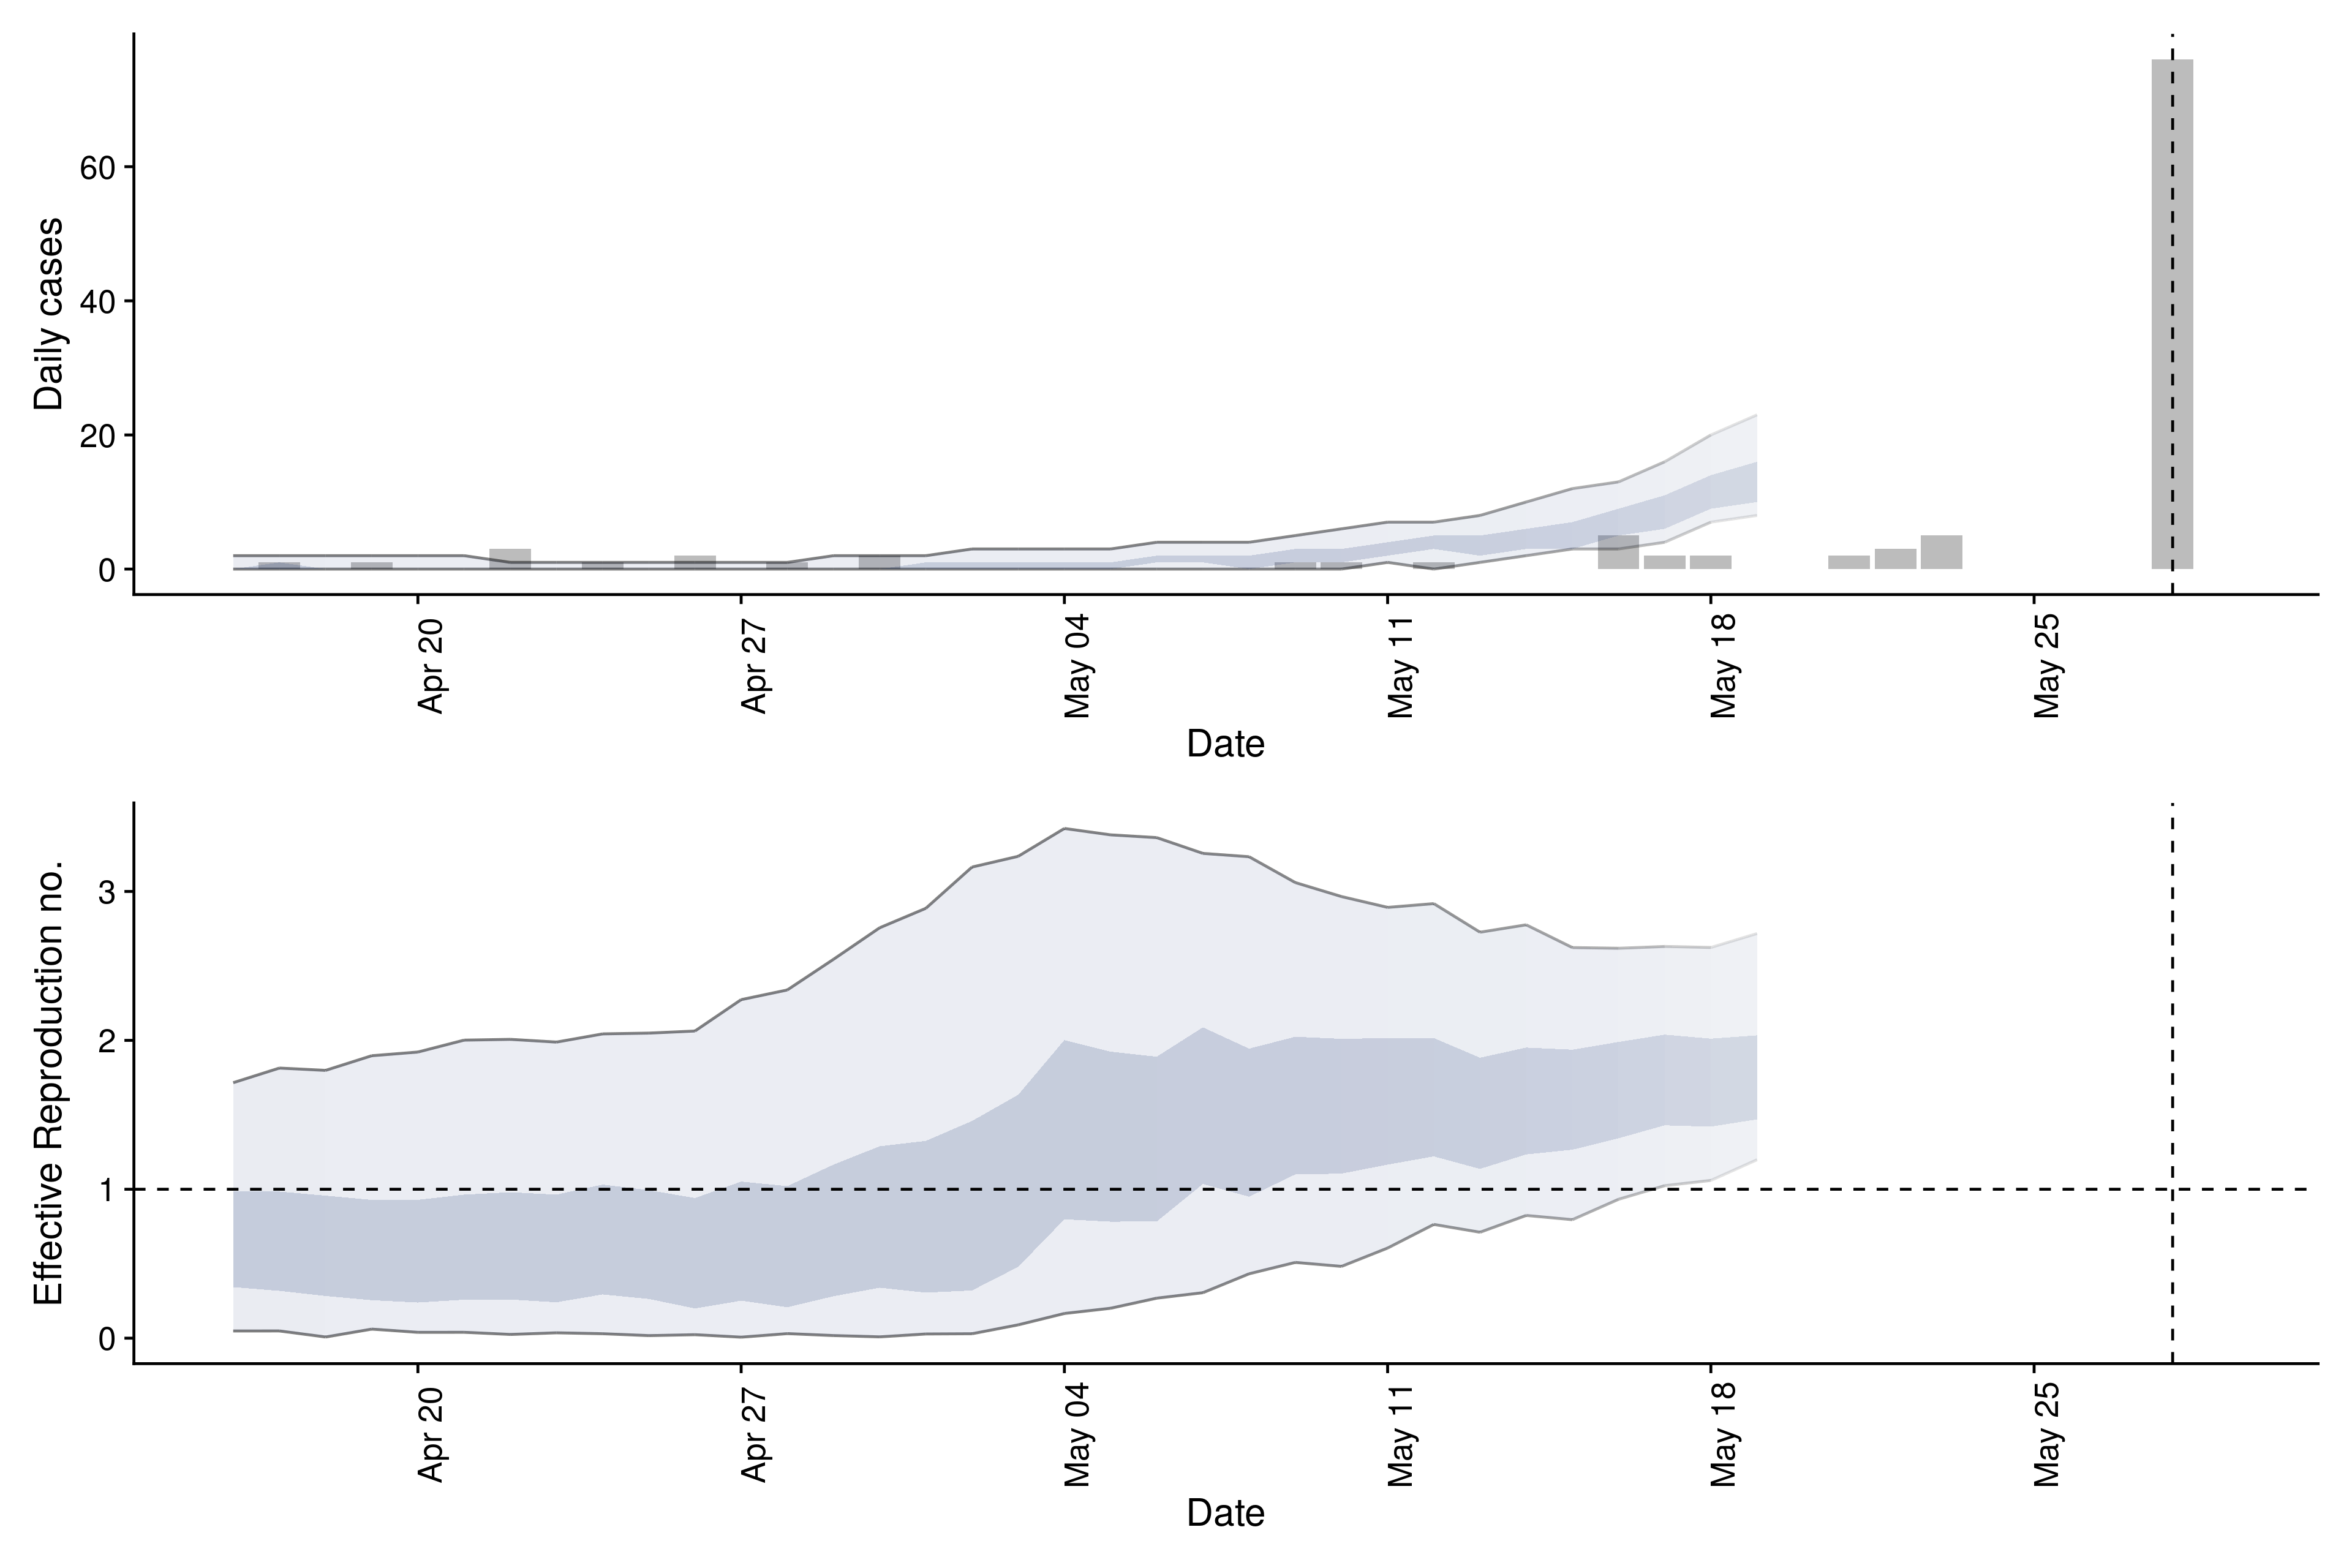 Daily cases
60
40
20
0
Apr 20
Apr 27
May 04
May 11
May 18
May 25
Date
Effective Reproduction no.
3
2
1
0
Apr 20
Apr 27
May 04
May 11
May 18
May 25
Date